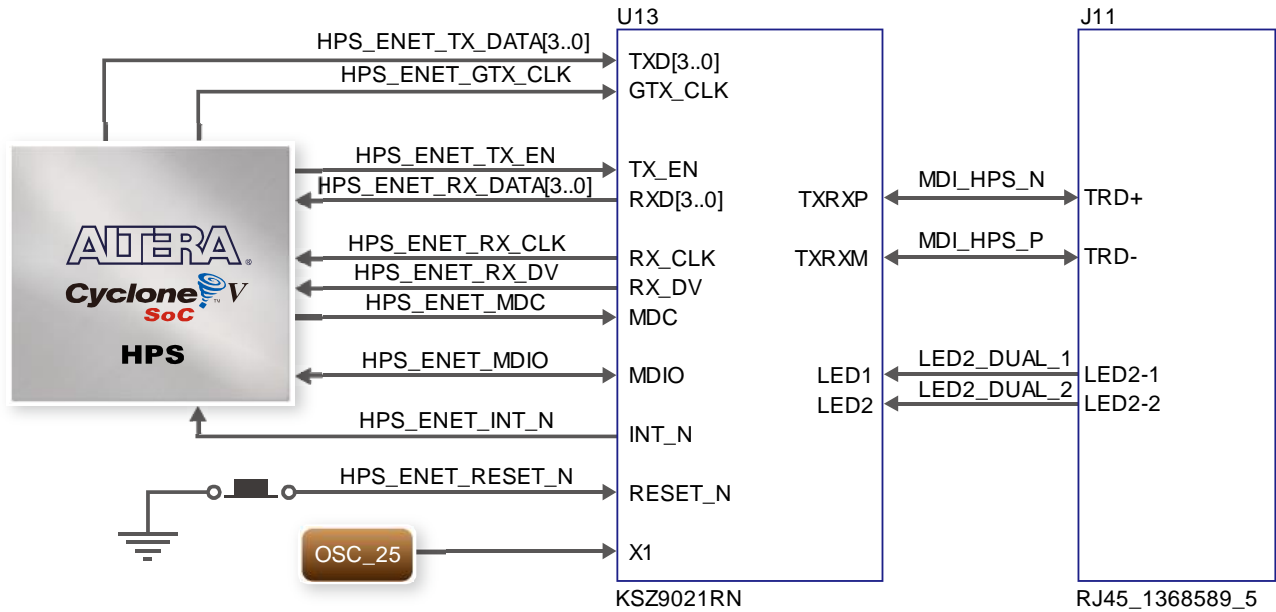 U13
J11
HPS_ENET_TX_DATA[3..0]
TXD[3..0]
HPS_ENET_GTX_CLK
GTX_CLK
HPS_ENET_TX_EN
TX_EN
HPS_ENET_RX_DATA[3..0]
RXD[3..0]
TXRXP
MDI_HPS_N
TRD+
HPS_ENET_RX_CLK
RX_CLK
TXRXM
MDI_HPS_P
TRD-
HPS_ENET_RX_DV
RX_DV
HPS_ENET_MDC
MDC
ALTERA®
Cyclone™ V
SoC
HPS
HPS_ENET_MDIO
MDIO
LED1
LED2_DUAL_1
LED2-1
LED2
LED2_DUAL_2
LED2-2
HPS_ENET_INT_N
INT_N
HPS_ENET_RESET_N
RESET_N
OSC_25
X1
KSZ9021RN
RJ45_1368589_5